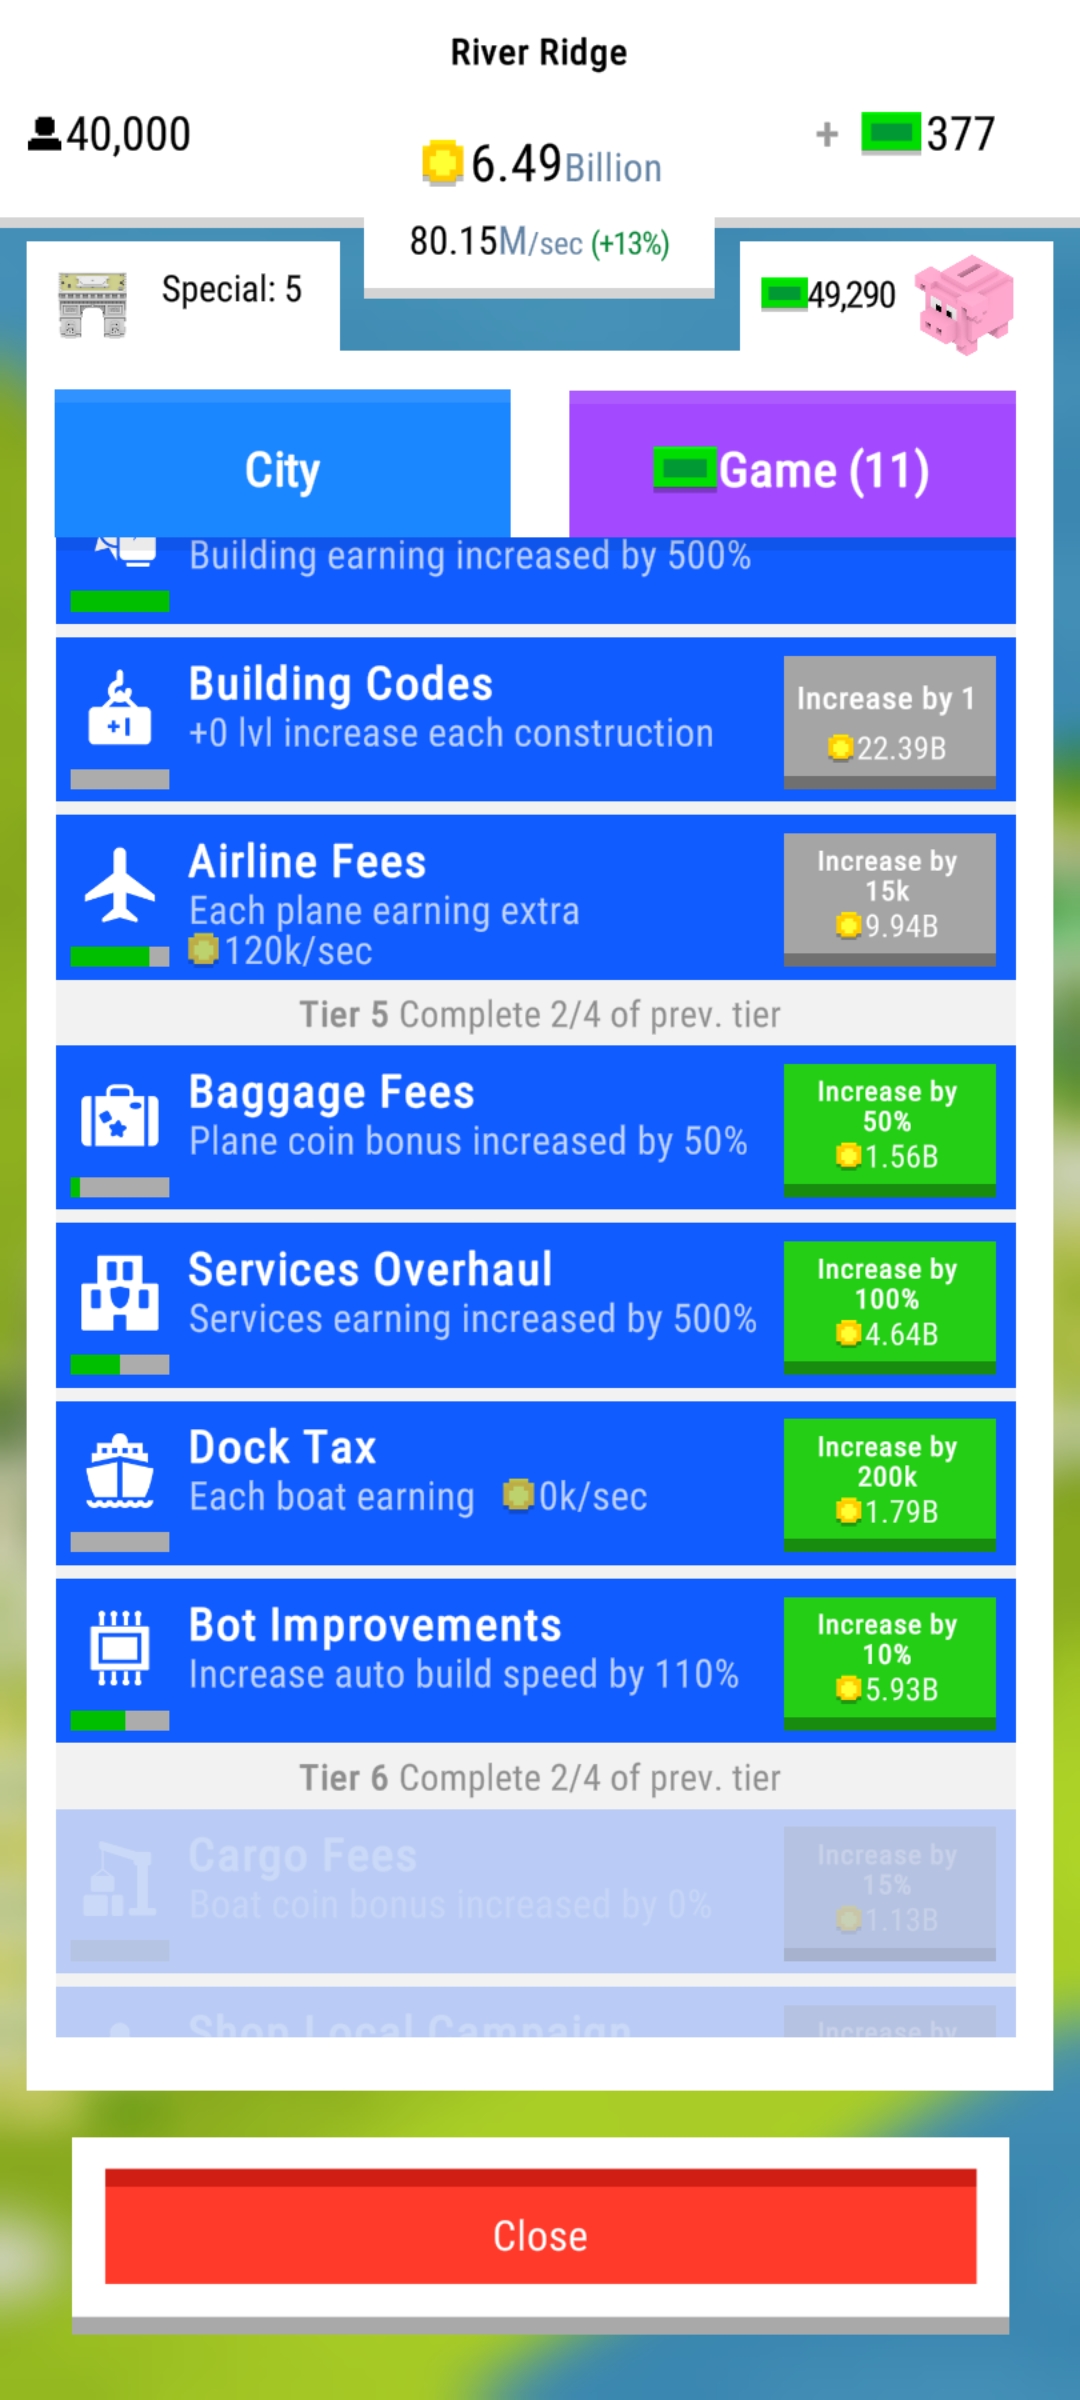 River Ridge
40,000
6.49Billion
+ 377
80.15M/sec (+13%)
Special: 5
49,290
City
Game (11)
Building earning increased by 500%
Building Codes
+0 lvl increase each construction
Increase by 1
22.39B
+1
Airline Fees
Each plane earning extra
120k/sec
Increase by
15k
9.94B
Tier 5 Complete 2/4 of prev. tier
Baggage Fees
Plane coin bonus increased by 50%
Increase by
50%
1.56B
Services Overhaul
Services earning increased by 500%
Increase by
100%
4.64B
Dock Tax
Each boat earning 0k/sec
Increase by
200k
1.79B
Bot Improvements
Increase auto build speed by 110%
Increase by
10%
5.93B
Tier 6 Complete 2/4 of prev. tier
Cargo Fees
Boat coin bonus increased by 0%
Increase by
15%
1.13B
Shop Local Campaign
Increase by
Close